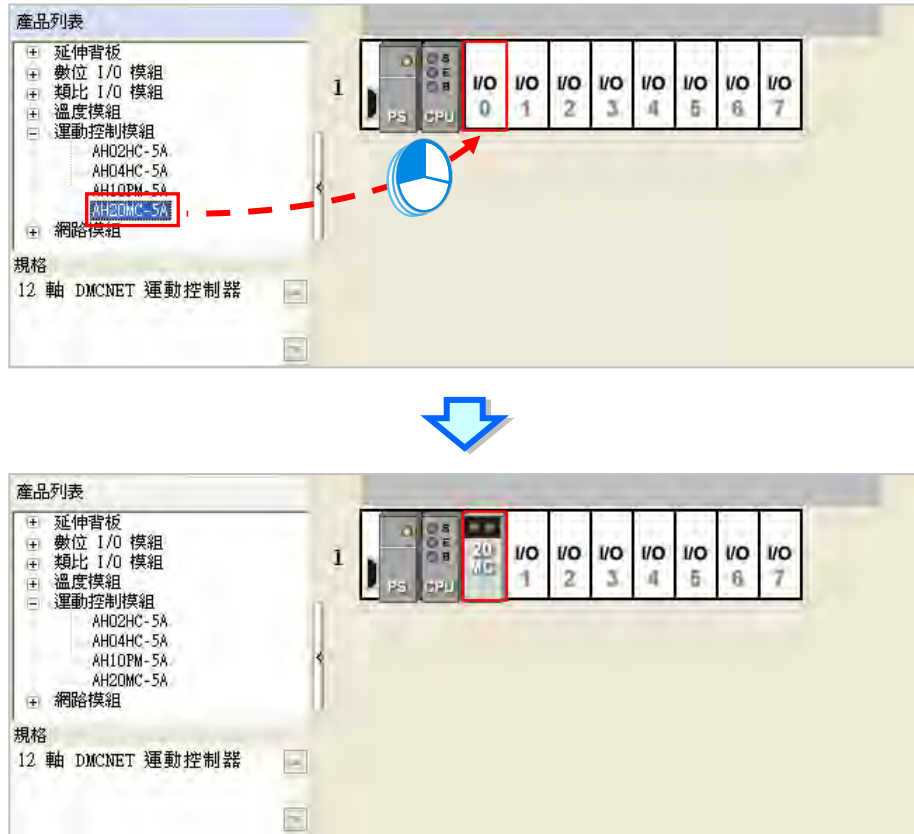 產品列表
延伸背板
數位 I/O 模組
類比 I/O 模組
溫度模組
運動控制模組
AH02HC-5A
AH04HC-5A
AH10PM-5A
AH20MC-5A
網路模組
規格
12 軸 DMCNET 運動控制器
1
PS
CPU
I/O I/O I/O I/O I/O I/O I/O I/O
0 1 2 3 4 5 6 7
產品列表
延伸背板
數位 I/O 模組
類比 I/O 模組
溫度模組
運動控制模組
AH02HC-5A
AH04HC-5A
AH10PM-5A
AH20MC-5A
網路模組
規格
12 軸 DMCNET 運動控制器
1
PS
CPU
20
MC
I/O I/O I/O I/O I/O I/O I/O
1 2 3 4 5 6 7